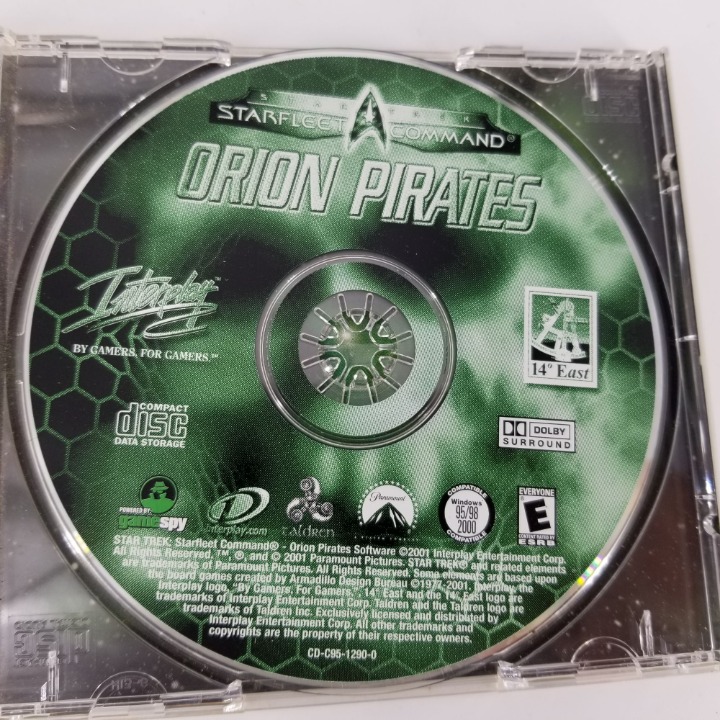 STAR TREK
STARFLEET COMMAND®
ORION PIRATES
Interplay™
BY GAMERS. FOR GAMERS.™
14° East
COMPACT
disc
DATA STORAGE
DOLBY
SURROUND
POWERED BY
gamespy
interplay.com
taldren
Paramount
COMPATIBLE
Windows
95/98
2000
COMPATIBLE
EVERYONE
E
CONTENT RATED BY
ESRB
STAR TREK: Starfleet Command® - Orion Pirates Software ©2001 Interplay Entertainment Corp.
All Rights Reserved. ™, ®, and © 2001 Paramount Pictures. STAR TREK® and related elements
are trademarks of Paramount Pictures. All Rights Reserved. Some elements are based upon
the board games created by Armadillo Design Bureau ©1977-2001. Interplay, the
Interplay logo, "By Gamers. For Gamers.," 14° East and the 14° East logo are
trademarks of Interplay Entertainment Corp. Taldren and the Taldren logo are
trademarks of Taldren Inc. Exclusively licensed and distributed by
Interplay Entertainment Corp. All other trademarks and
copyrights are the property of their respective owners.
CD-C95-1290-0